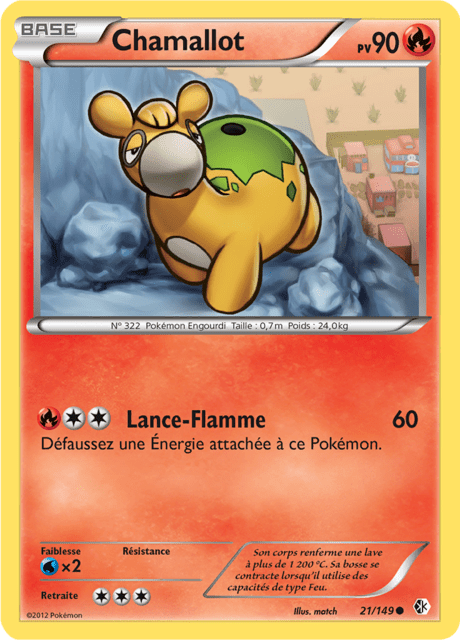 BASE Chamallot PV90
N° 322 Pokémon Engourdi Taille : 0,7m Poids : 24,0kg
Lance-Flamme 60
Défaussez une Énergie attachée à ce Pokémon.
Faiblesse Résistance
×2
Retraite
Son corps renferme une lave
à plus de 1 200 °C. Sa bosse se
contracte lorsqu'il utilise des
capacités de type Feu.
©2012 Pokémon Illus. match 21/149